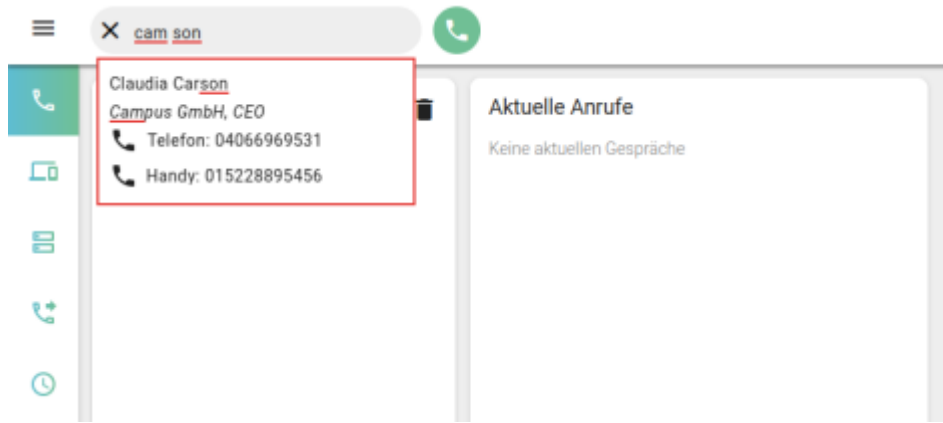 cam son
Claudia Carson
Campus GmbH, CEO
Telefon: 04066969531
Handy: 015228895456
Aktuelle Anrufe
Keine aktuellen Gespräche